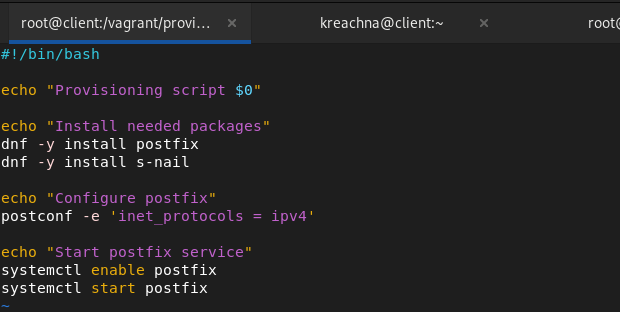 root@client:/vagrant/provi... × kreachna@client:~ × root@
#!/bin/bash
echo "Provisioning script $0"
echo "Install needed packages"
dnf -y install postfix
dnf -y install s-nail
echo "Configure postfix"
postconf -e 'inet_protocols = ipv4'
echo "Start postfix service"
systemctl enable postfix
systemctl start postfix
~